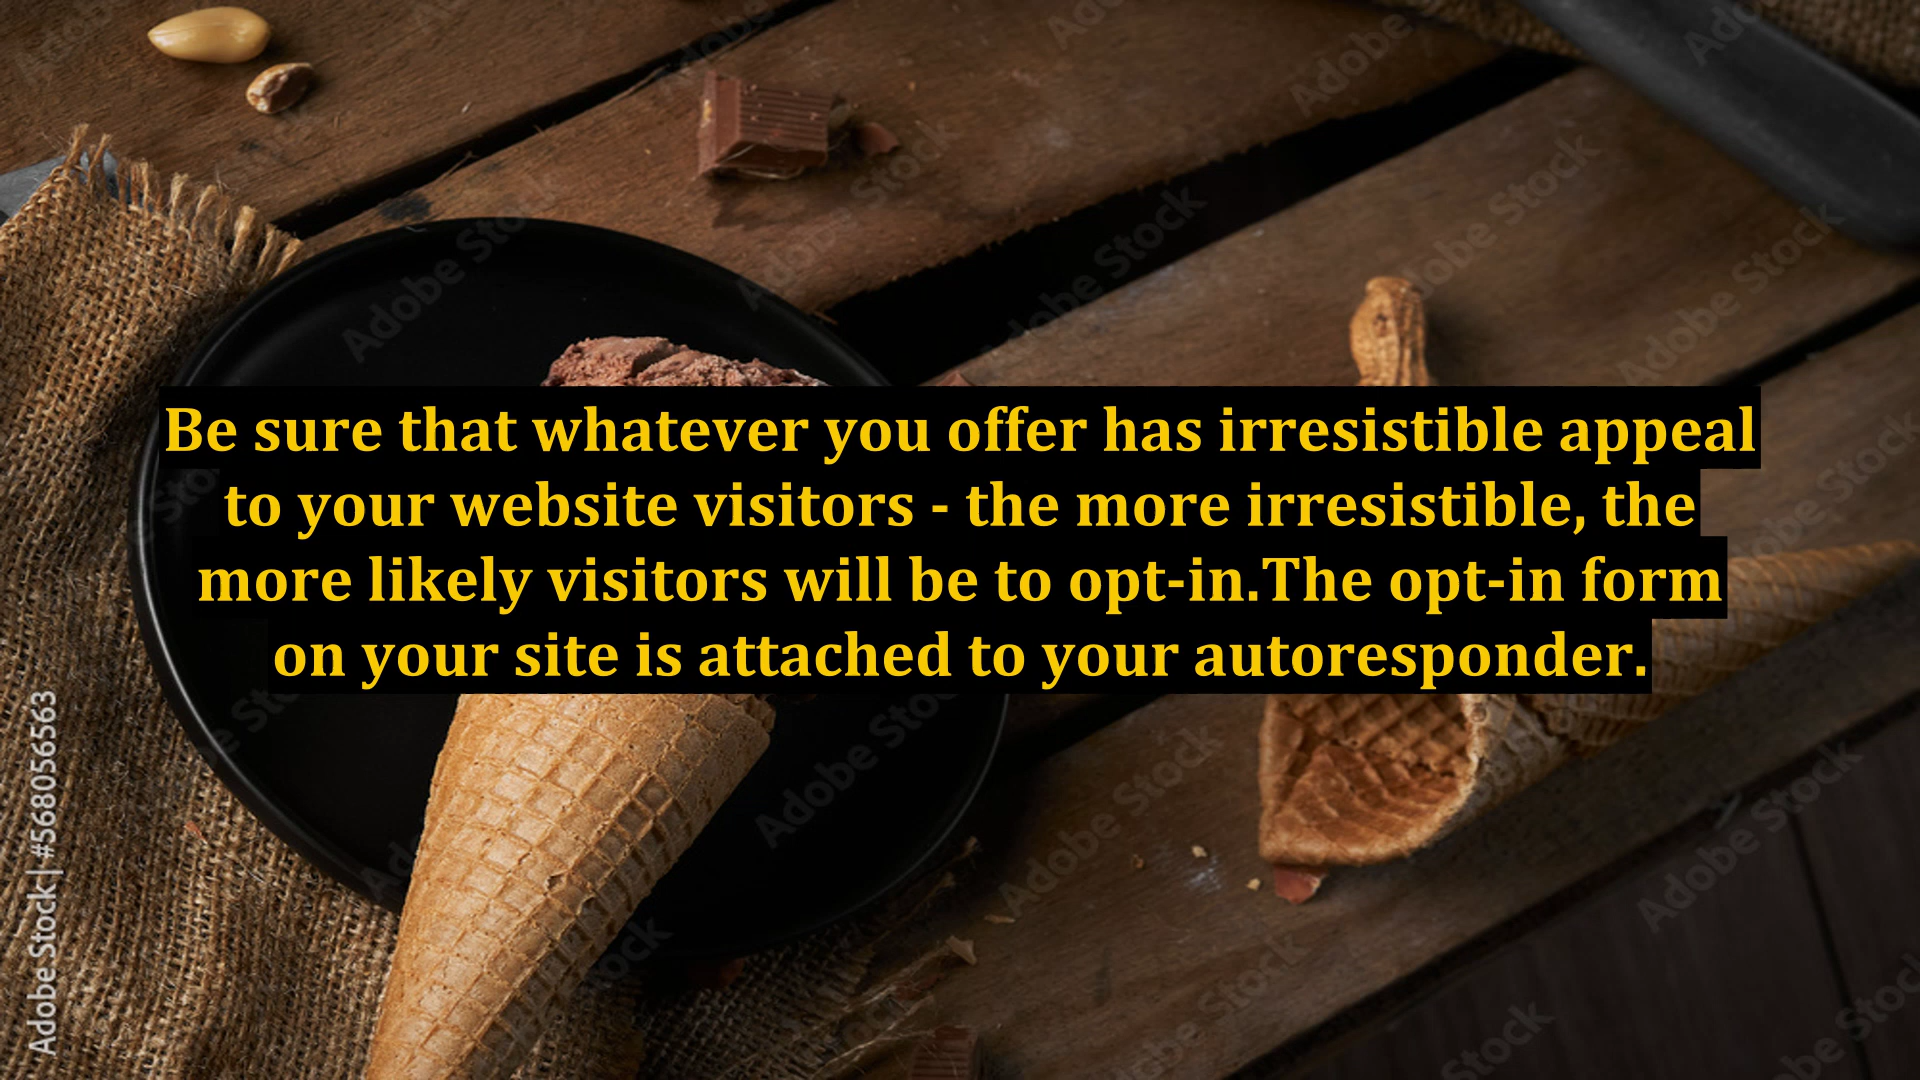 Be sure that whatever you offer has irresistible appeal
to your website visitors - the more irresistible, the
more likely visitors will be to opt-in.The opt-in form
on your site is attached to your autoresponder.
Adobe Stock | #568056563
Adobe Stock